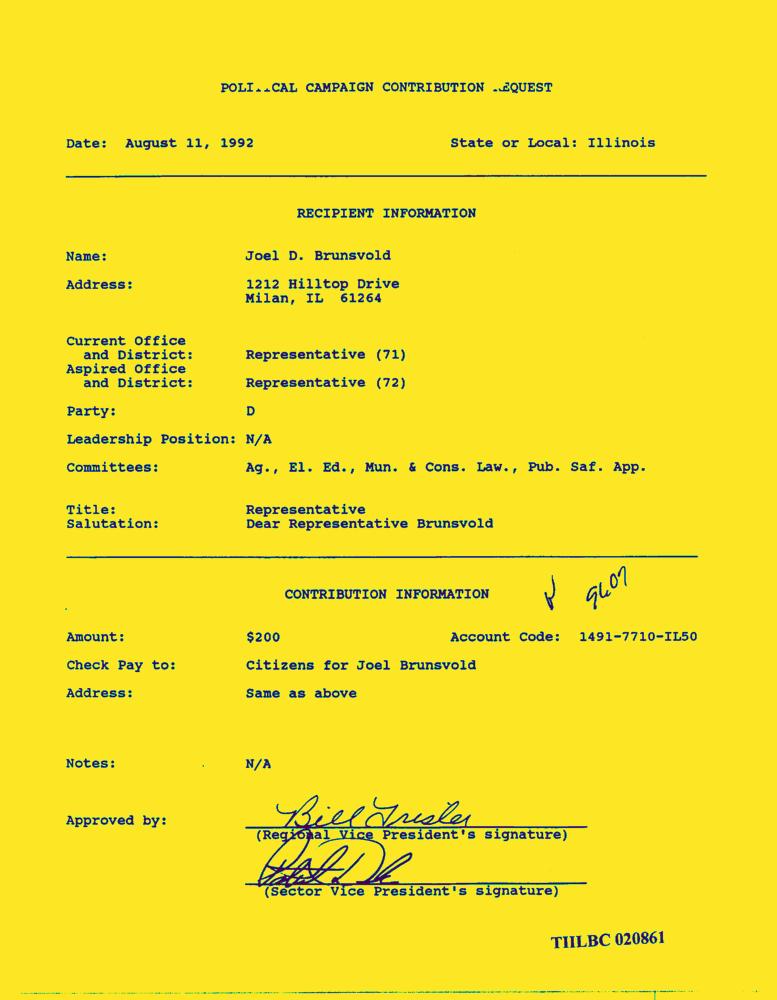 POLI..CAL CAMPAIGN CONTRIBUTION .EQUEST
Date: August 11, 1992 State or Local: Illinois
RECIPIENT INFORMATION
Name: Joel D. Brunsvold
Address: 1212 Hilltop Drive
Milan, IL 61264
Current Office
and District: Representative (71)
Aspired Office
and District: Representative (72)
Party: D
Leadership Position: N/A
Committees: Ag., El. Ed., Mun. & Cons. Law., Pub. Saf. App.
Title: Representative
Salutation: Dear Representative Brunsvold
CONTRIBUTION INFORMATION
Amount: $200 Account Code: 1491-7710-IL50
Check Pay to: Citizens for Joel Brunsvold
Address: Same as above
Notes: N/A
Approved by: Bill Trisler
(Regional Vice President's signature)
(Sector Vice President's signature)
TIILBC 020861